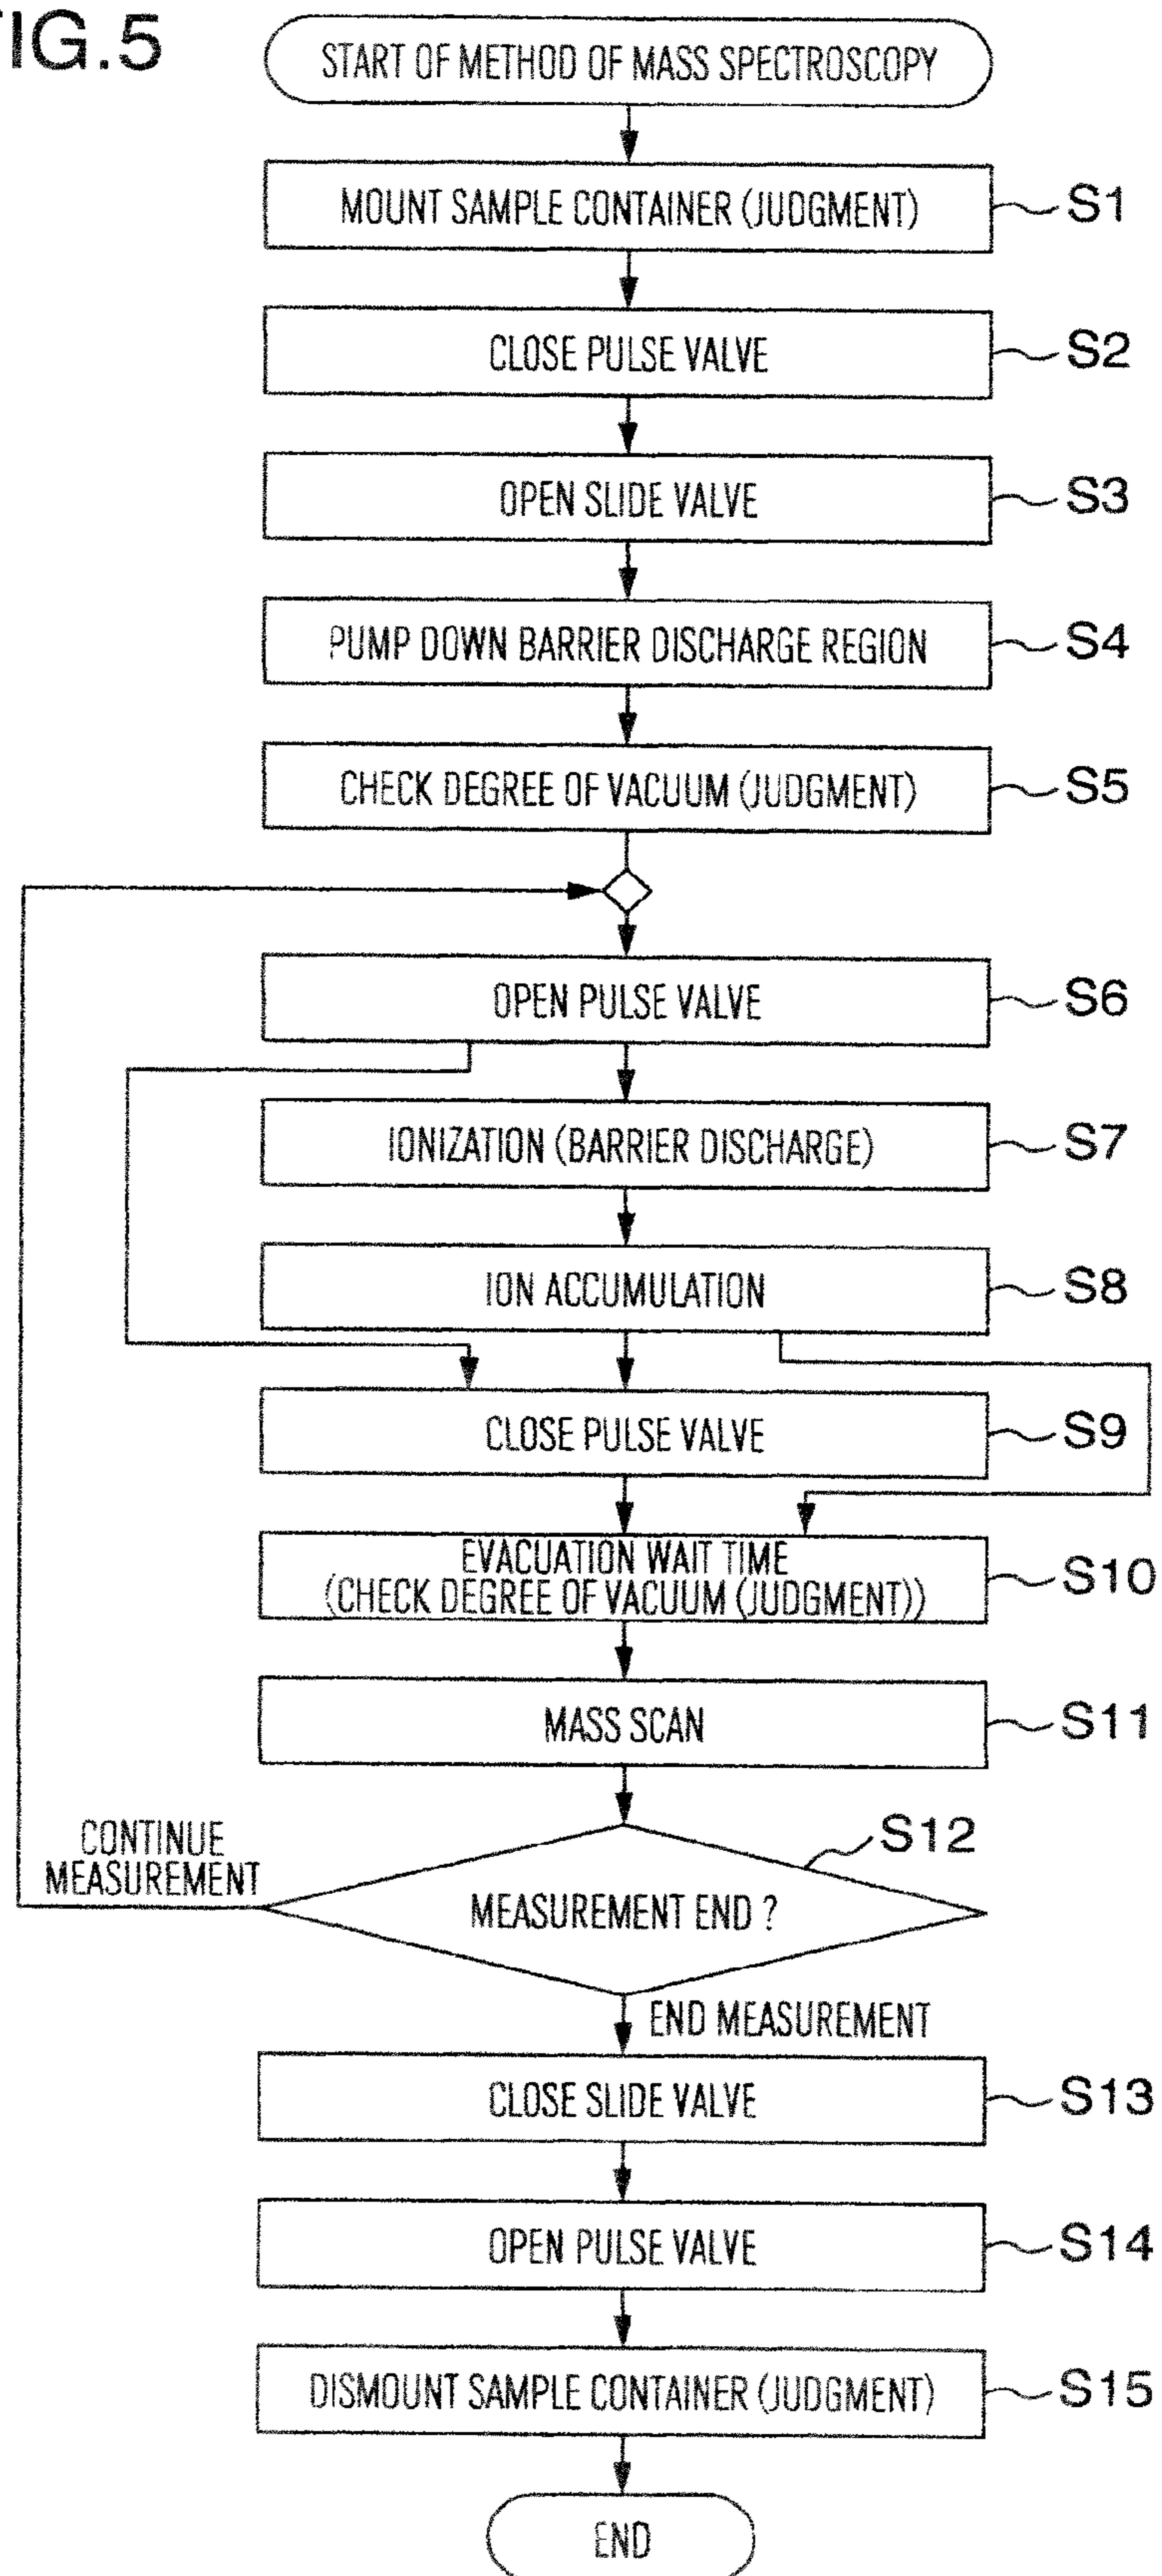 FIG.5
START OF METHOD OF MASS SPECTROSCOPY
MOUNT SAMPLE CONTAINER (JUDGMENT)
S1
CLOSE PULSE VALVE
S2
OPEN SLIDE VALVE
S3
PUMP DOWN BARRIER DISCHARGE REGION
S4
CHECK DEGREE OF VACUUM (JUDGMENT)
S5
OPEN PULSE VALVE
S6
IONIZATION (BARRIER DISCHARGE)
S7
ION ACCUMULATION
S8
CLOSE PULSE VALVE
S9
EVACUATION WAIT TIME
(CHECK DEGREE OF VACUUM (JUDGMENT))
S10
MASS SCAN
S11
CONTINUE
MEASUREMENT
S12
MEASUREMENT END ?
END MEASUREMENT
CLOSE SLIDE VALVE
S13
OPEN PULSE VALVE
S14
DISMOUNT SAMPLE CONTAINER (JUDGMENT)
S15
END